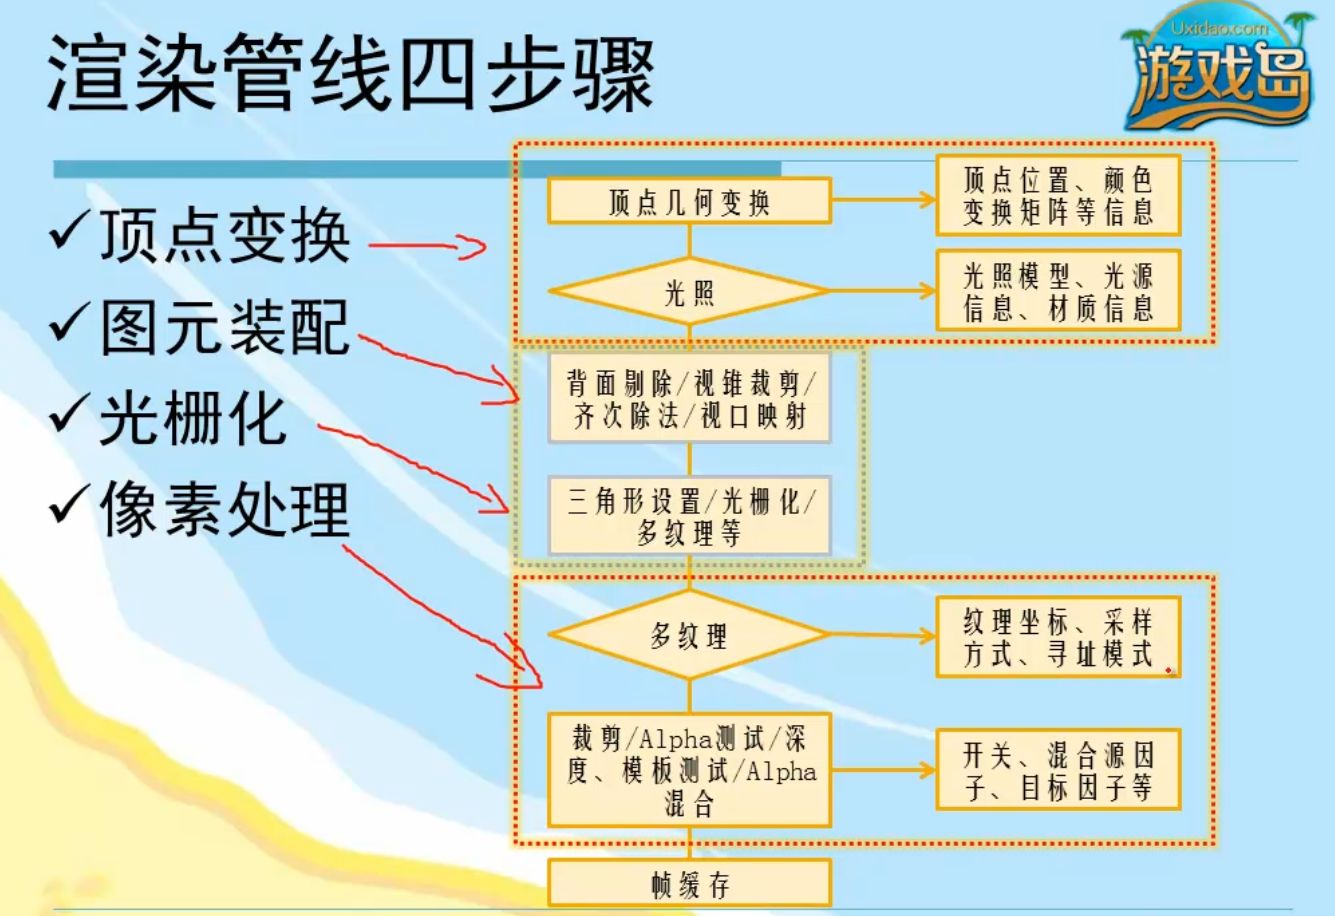 渲染管线四步骤
Uxidao.com
游戏岛
✓顶点变换
✓图元装配
✓光栅化
✓像素处理
顶点几何变换
顶点位置、颜色
变换矩阵等信息
光照
光照模型、光源
信息、材质信息
背面剔除/视锥裁剪/
齐次除法/视口映射
三角形设置/光栅化/
多纹理等
多纹理
纹理坐标、采样
方式、寻址模式
裁剪/Alpha测试/深
度、模板测试/Alpha
混合
开关、混合源因
子、目标因子等
帧缓存